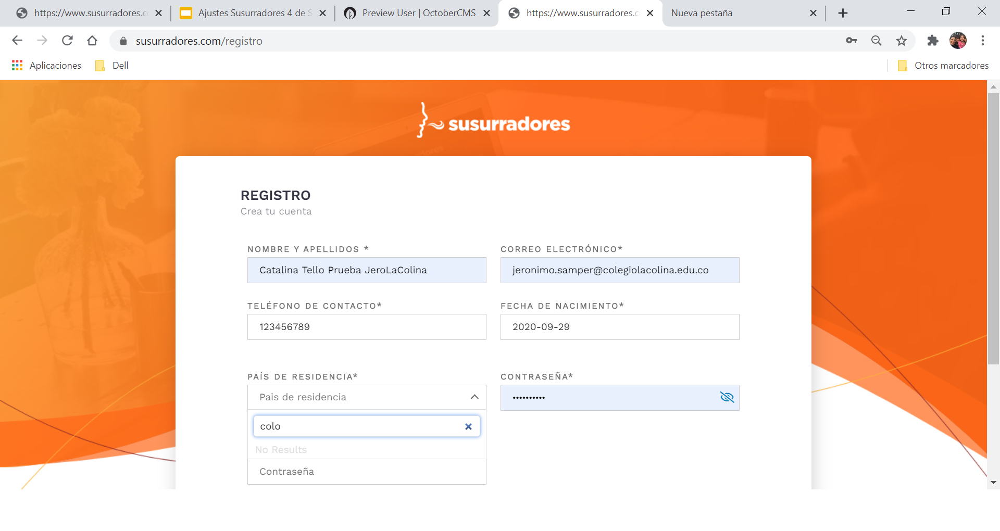 https://www.susurradores.c
Ajustes Susurradores 4 de S
Preview User | OctoberCMS
https://www.susurradores.c
Nueva pestaña
susurradores.com/registro
Aplicaciones
Dell
Otros marcadores
susurradores
REGISTRO
Crea tu cuenta
NOMBRE Y APELLIDOS *
CORREO ELECTRÓNICO*
Catalina Tello Prueba JeroLaColina
jeronimo.samper@colegiolacolina.edu.co
TELÉFONO DE CONTACTO*
FECHA DE NACIMIENTO*
123456789
2020-09-29
PAÍS DE RESIDENCIA*
CONTRASEÑA*
Pais de residencia
••••••••••
colo
No Results
Contraseña